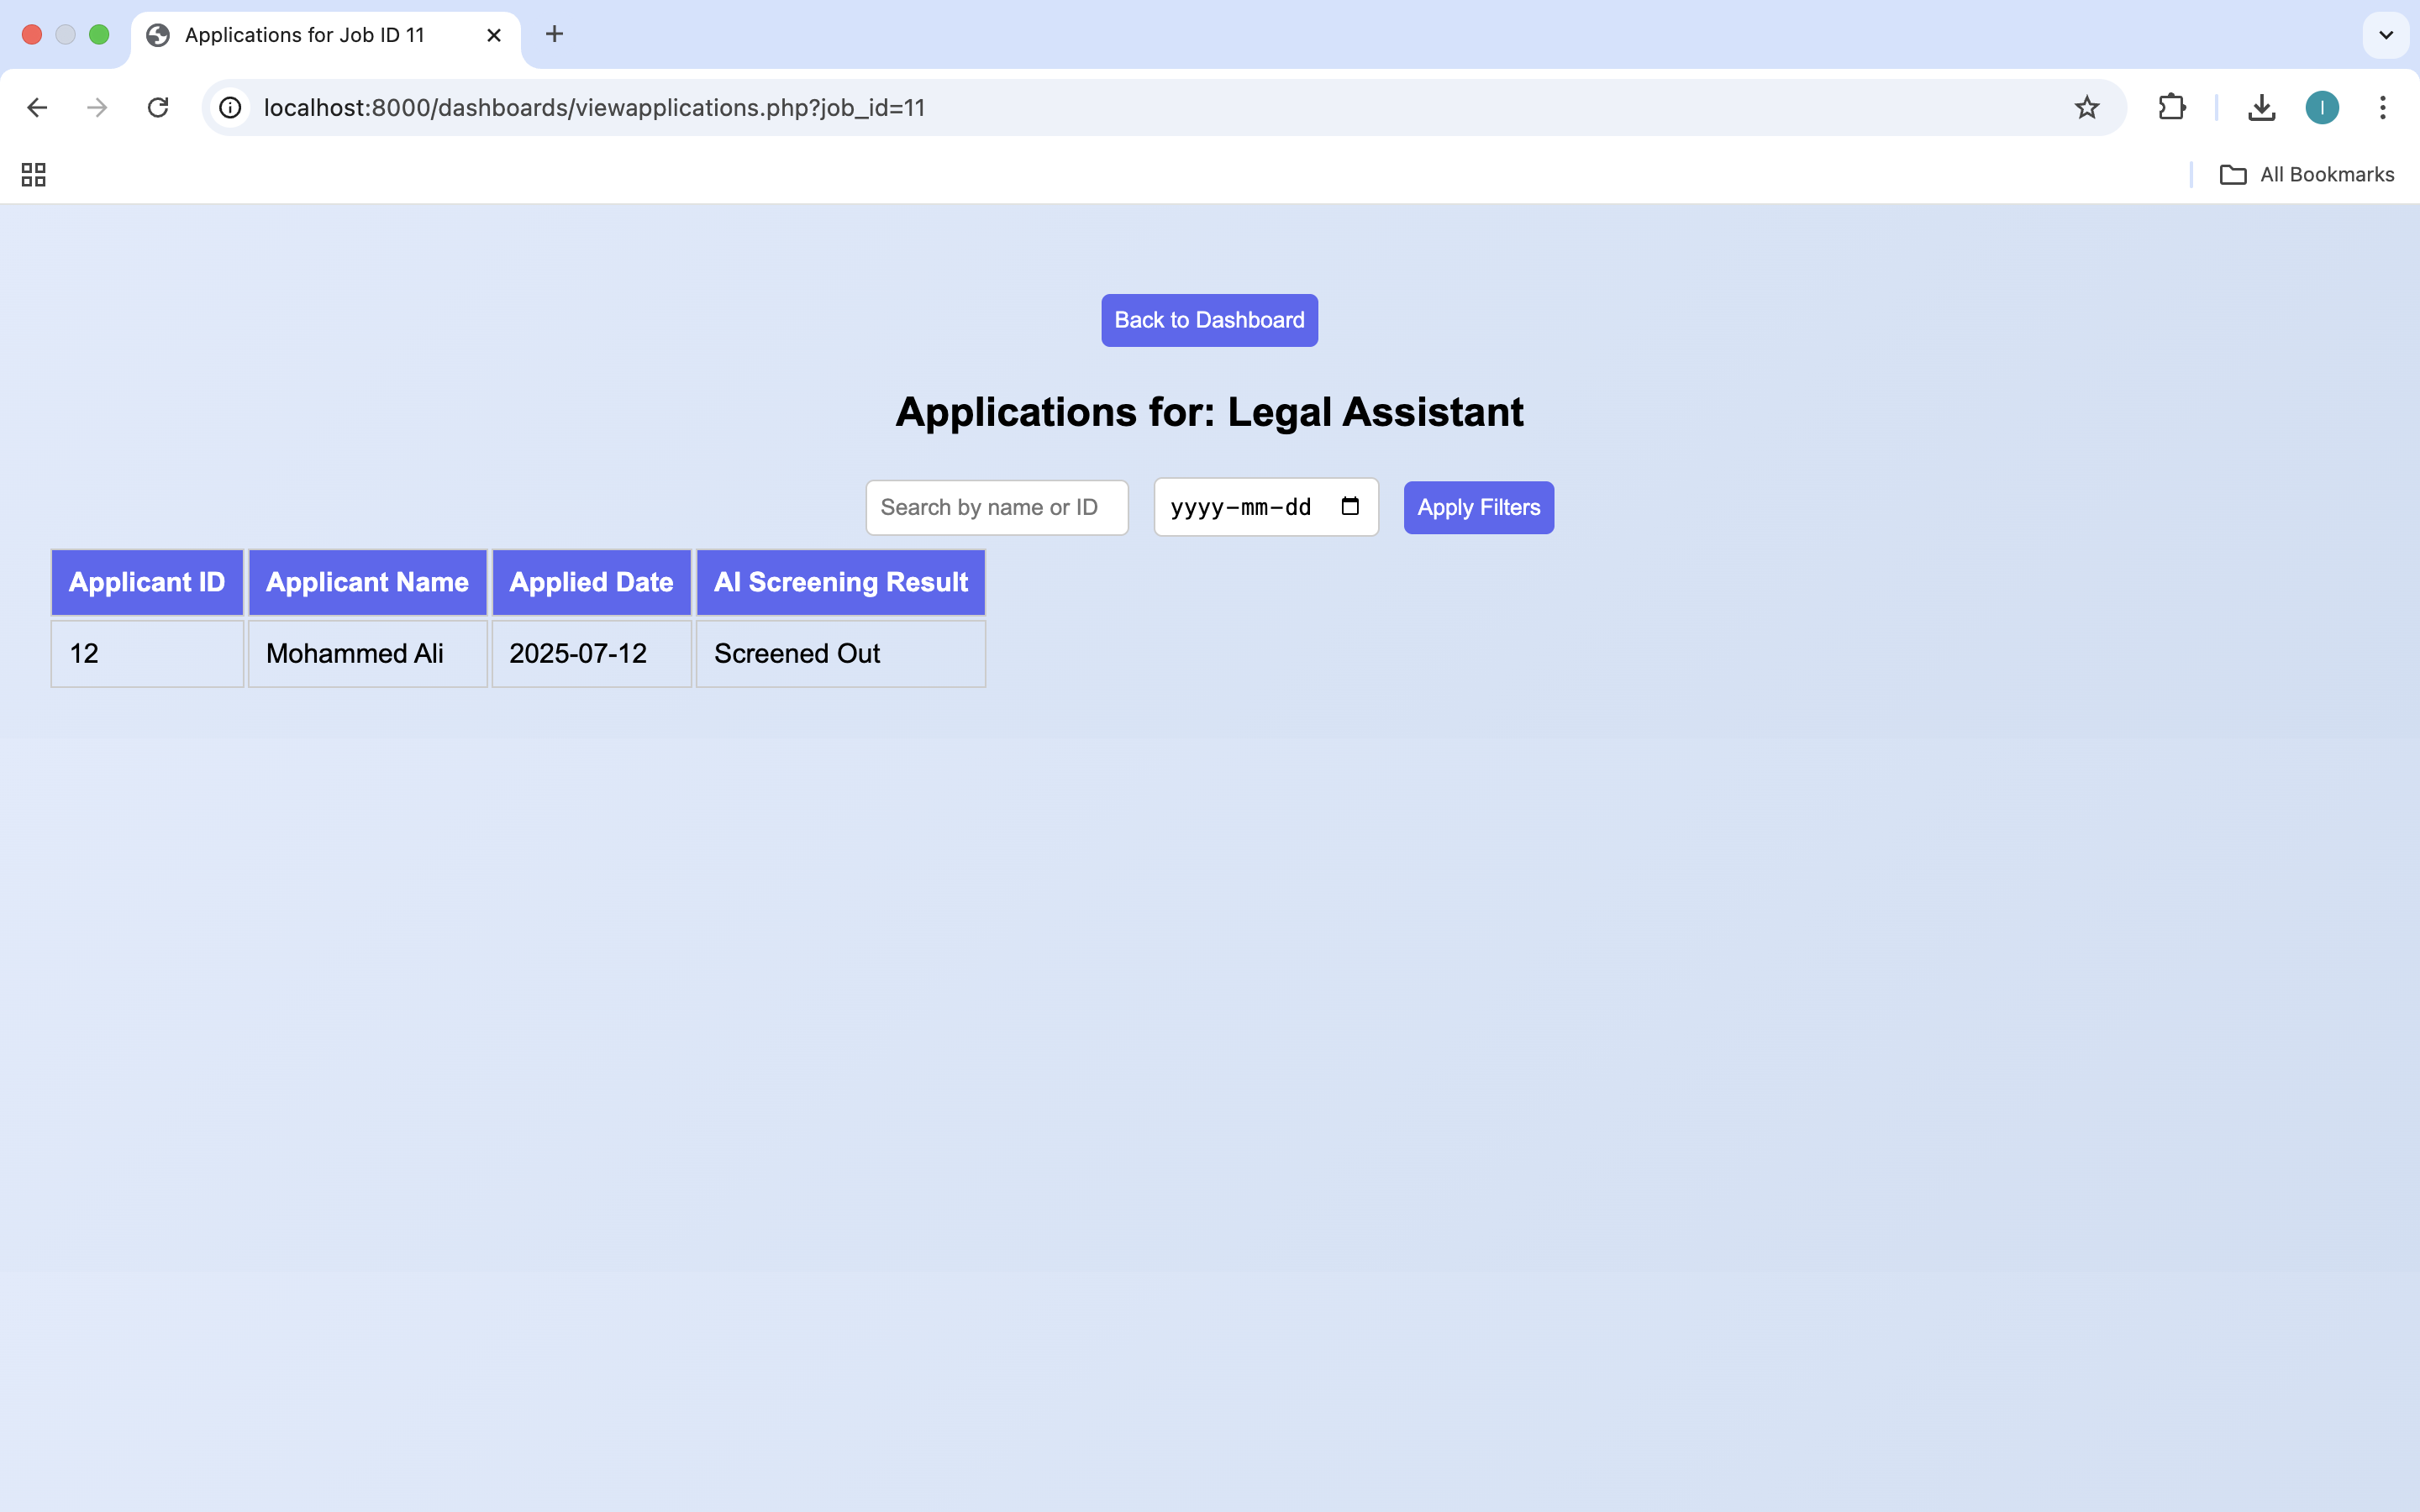 Applications for Job ID 11
localhost:8000/dashboards/viewapplications.php?job_id=11
I
All Bookmarks
Back to Dashboard
Applications for: Legal Assistant
Search by name or ID yyyy-mm-dd Apply Filters
Applicant ID Applicant Name Applied Date AI Screening Result
12 Mohammed Ali 2025-07-12 Screened Out